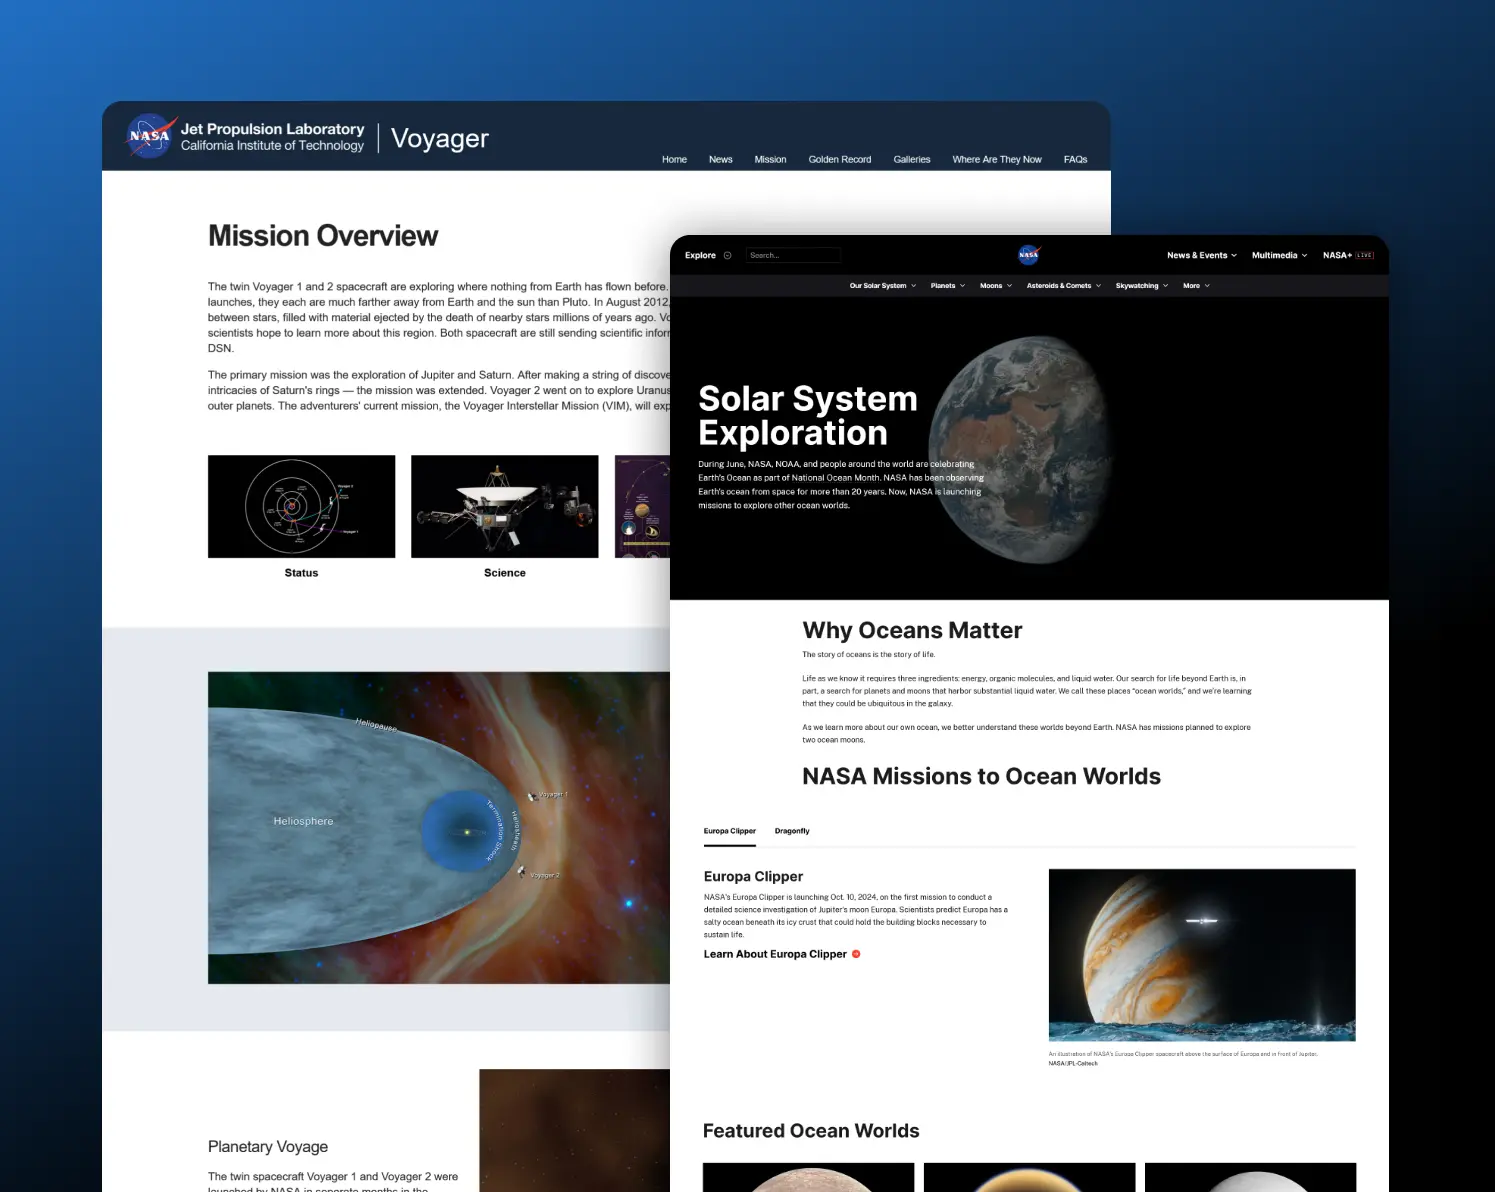 NASA
Jet Propulsion Laboratory
California Institute of Technology
Voyager
Home News Mission Golden Record Galleries Where Are They Now FAQs
Mission Overview
The twin Voyager 1 and 2 spacecraft are exploring where nothing from Earth has flown before.
launches, they each are much farther away from Earth and the sun than Pluto. In August 2012,
between stars, filled with material ejected by the death of nearby stars millions of years ago.
scientists hope to learn more about this region. Both spacecraft are still sending scientific
DSN.
The primary mission was the exploration of Jupiter and Saturn. After making a string of
intricacies of Saturn's rings — the mission was extended. Voyager 2 went on to explore
outer planets. The adventurers' current mission, the Voyager Interstellar Mission (VIM), will
Voyager 2
Voyager 1
Status
Science
Heliopause
Heliosphere
Termination Shock
Heliosheath
Voyager 1
Voyager 2
Planetary Voyage
The twin spacecraft Voyager 1 and Voyager 2 were
launched by NASA in separate months in the
Explore Search... NASA News & Events Multimedia NASA+ LIVE
Our Solar System Planets Moons Asteroids & Comets Skywatching More
Solar System
Exploration
During June, NASA, NOAA, and people around the world are celebrating
Earth's Ocean as part of National Ocean Month. NASA has been observing
Earth's ocean from space for more than 20 years. Now, NASA is launching
missions to explore other ocean worlds.
Why Oceans Matter
The story of oceans is the story of life.
Life as we know it requires three ingredients: energy, organic molecules, and liquid water. Our search for life beyond Earth is, in
part, a search for planets and moons that harbor substantial liquid water. We call these places “ocean worlds,” and we're learning
that they could be ubiquitous in the galaxy.
As we learn more about our own ocean, we better understand these worlds beyond Earth. NASA has missions planned to explore
two ocean moons.
NASA Missions to Ocean Worlds
Europa Clipper Dragonfly
Europa Clipper
NASA's Europa Clipper is launching Oct. 10, 2024, on the first mission to conduct a
detailed science investigation of Jupiter's moon Europa. Scientists predict Europa has a
salty ocean beneath its icy crust that could hold the building blocks necessary to
sustain life.
Learn About Europa Clipper
An illustration of NASA's Europa Clipper spacecraft above the surface of Europa and in front of Jupiter.
NASA/JPL-Caltech
Featured Ocean Worlds